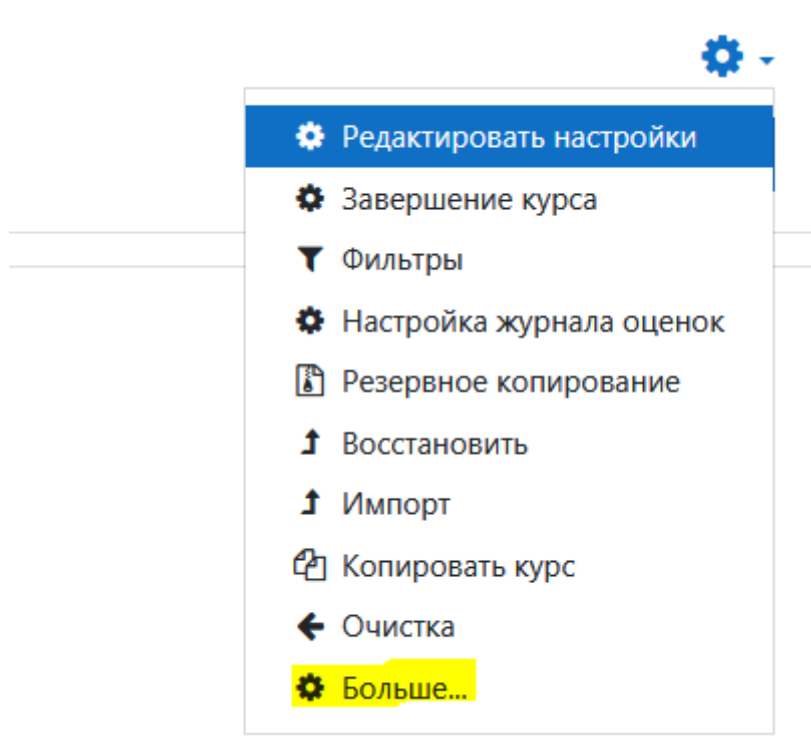 Редактировать настройки
Завершение курса
Фильтры
Настройка журнала оценок
Резервное копирование
Восстановить
Импорт
Копировать курс
Очистка
Больше...